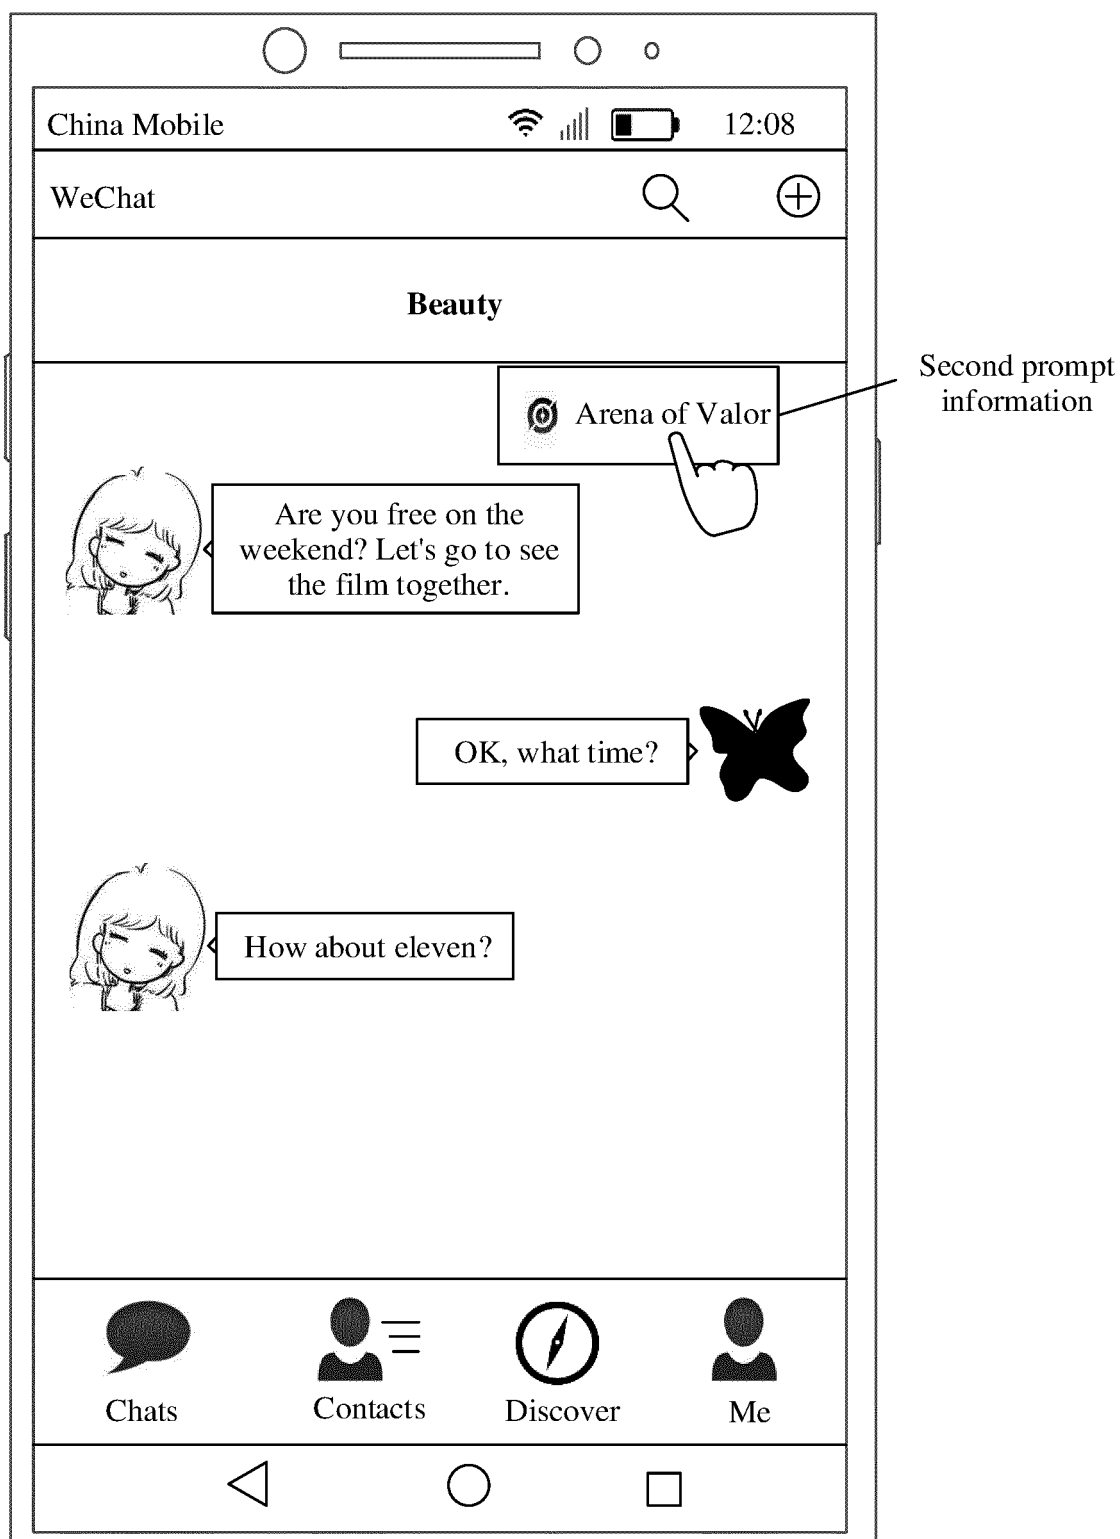 China Mobile 12:08
WeChat
Beauty
Second prompt
information
Arena of Valor
Are you free on the
weekend? Let's go to see
the film together.
OK, what time?
How about eleven?
Chats Contacts Discover Me